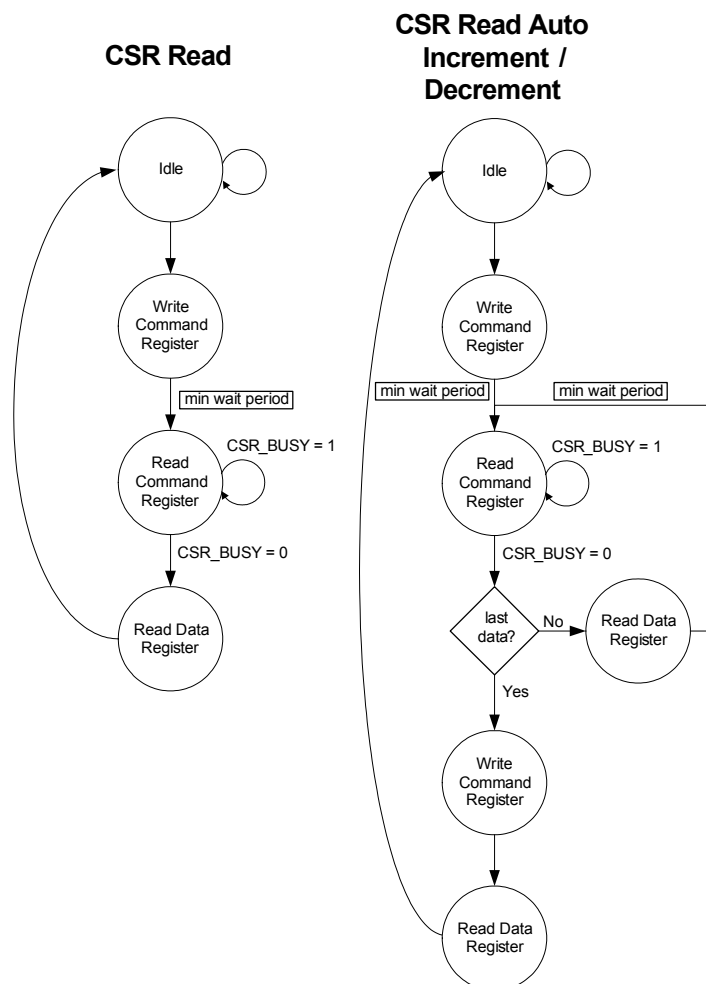 CSR Read
Idle
Write
Command
Register
min wait period
Read
Command
Register
CSR_BUSY = 1
CSR_BUSY = 0
Read Data
Register
CSR Read Auto
Increment /
Decrement
Idle
Write
Command
Register
min wait period
min wait period
Read
Command
Register
CSR_BUSY = 1
CSR_BUSY = 0
last
data?
No
Read Data
Register
Yes
Write
Command
Register
Read Data
Register